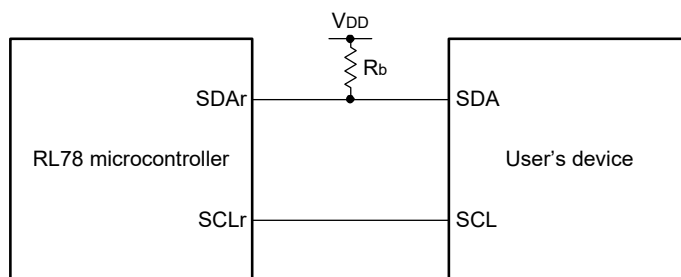 VDD
Rb
SDAr
SDA
RL78 microcontroller
User's device
SCLr
SCL